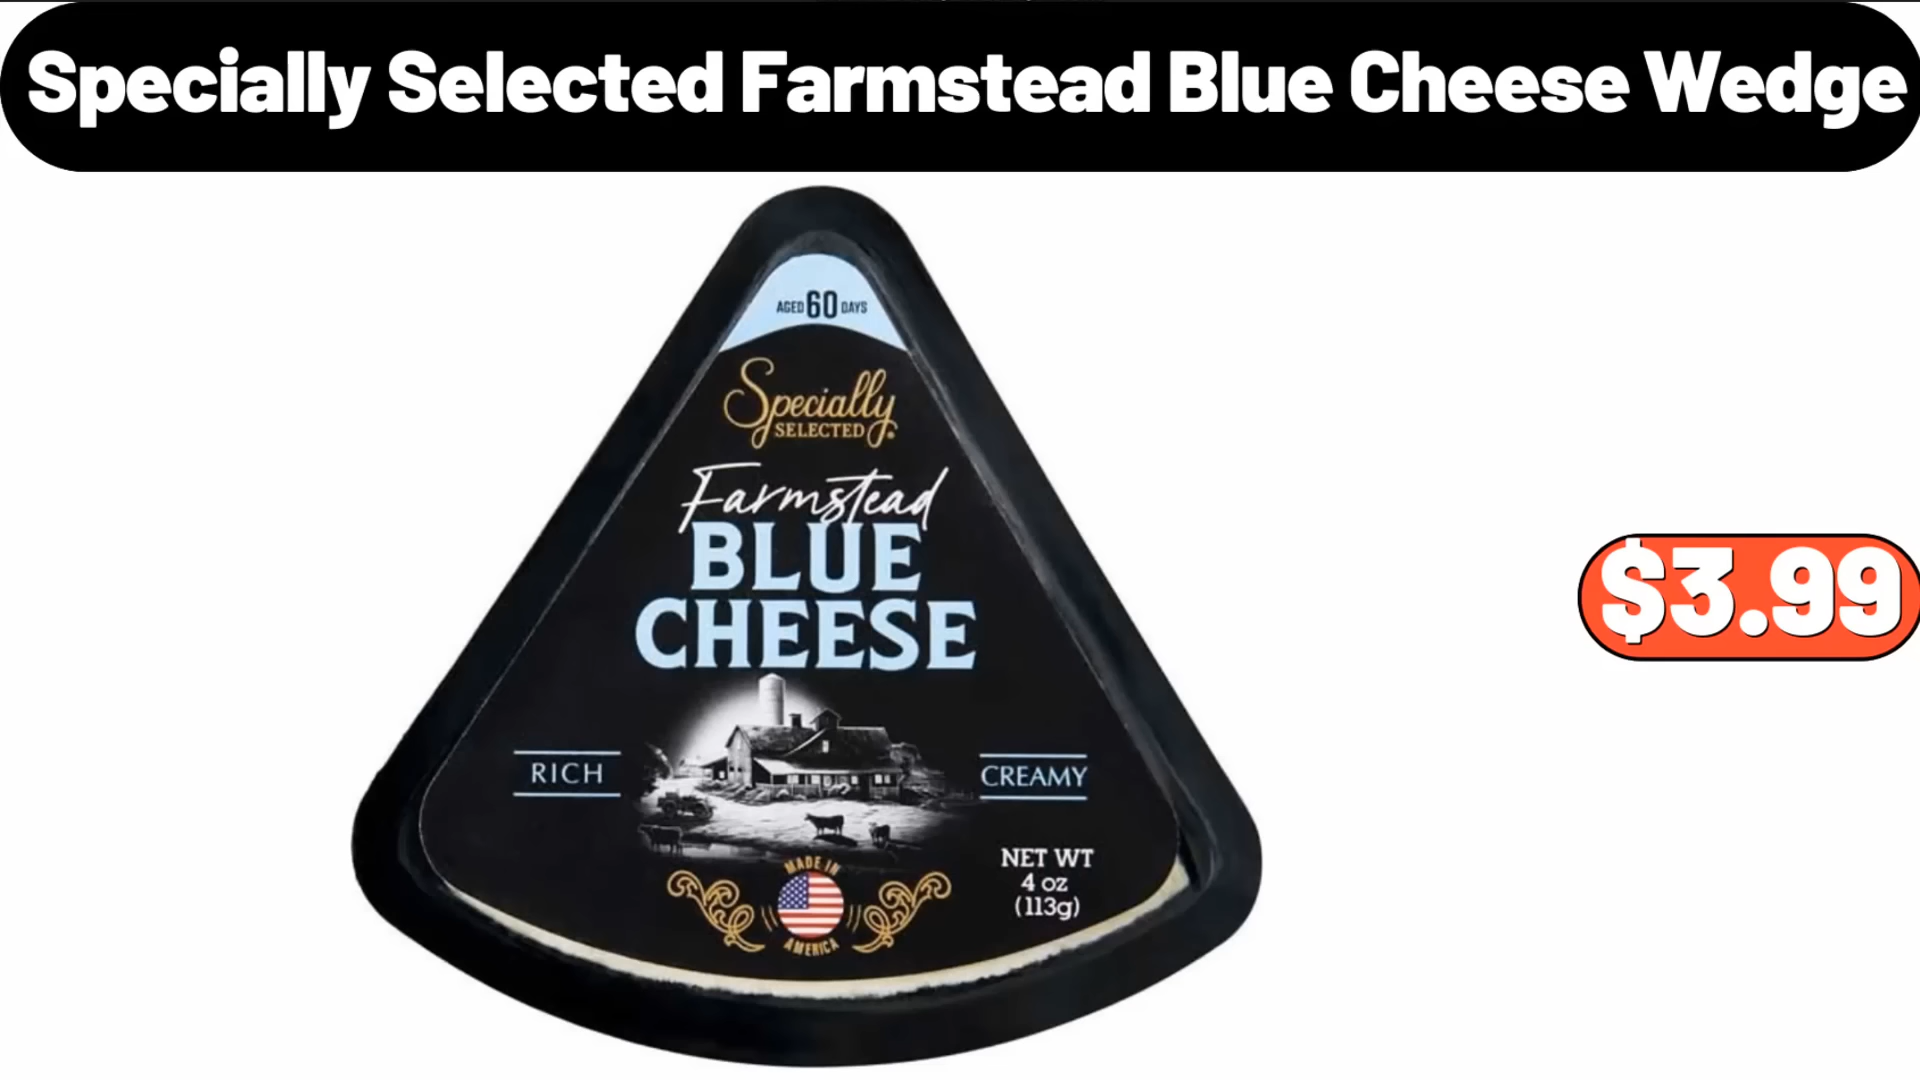 Specially Selected Farmstead Blue Cheese Wedge
AGED 60 DAYS
Specially
SELECTED
Farmstead
BLUE
CHEESE
RICH
CREAMY
NET WT
4 oz
(113g)
MADE IN
AMERICA
$3.99